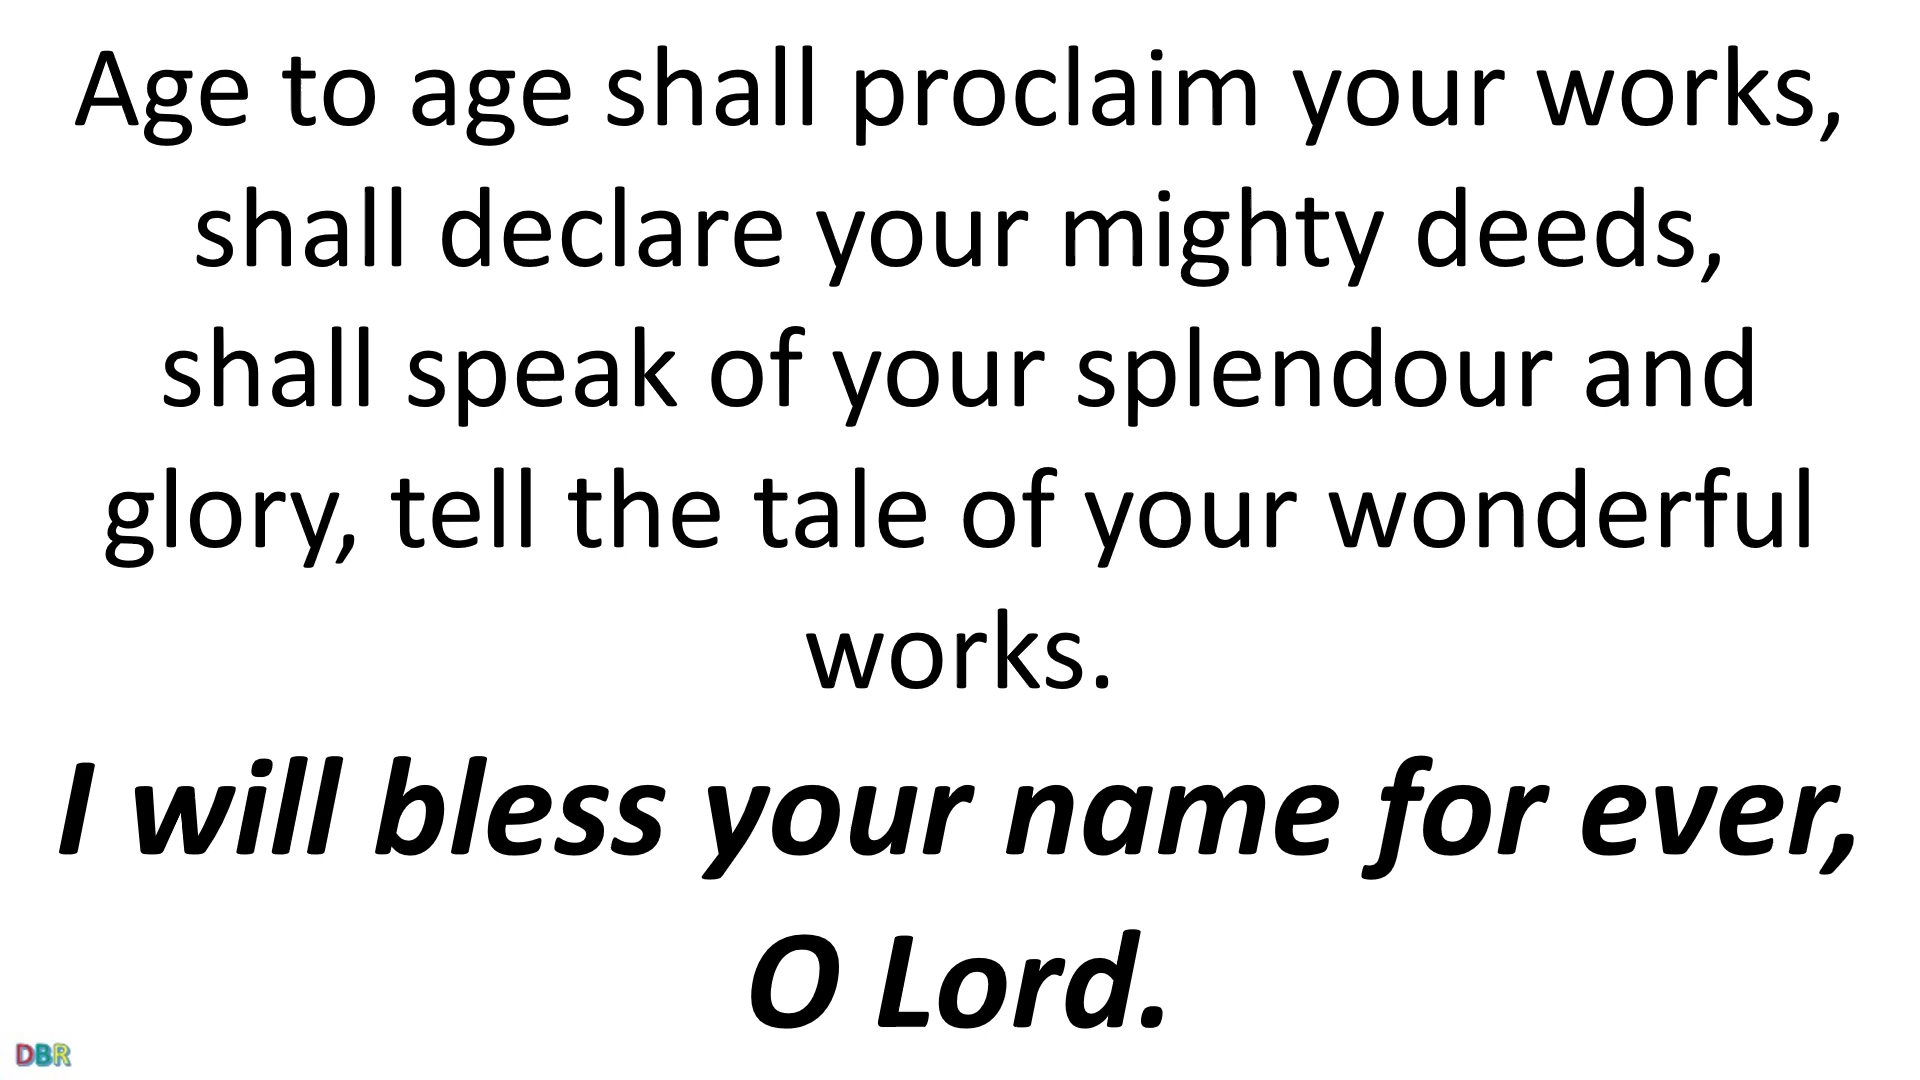 Age to age shall proclaim your works,
shall declare your mighty deeds,
shall speak of your splendour and
glory, tell the tale of your wonderful
works.
I will bless your name for ever,
O Lord.
DBR